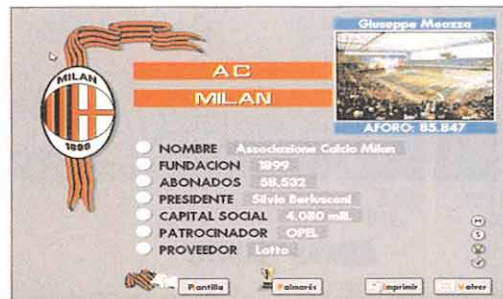 MILAN
1899
AC
MILAN
Giuseppe Meazza
AFORO: 85.847
NOMBRE Associazione Calcio Milan
FUNDACION 1899
ABONADOS 58.532
PRESIDENTE Silvio Berlusconi
CAPITAL SOCIAL 4.080 mill.
PATROCINADOR OPEL
PROVEEDOR Lotto
M
S
Plantilla
Palmarés
Imprimir
Volver